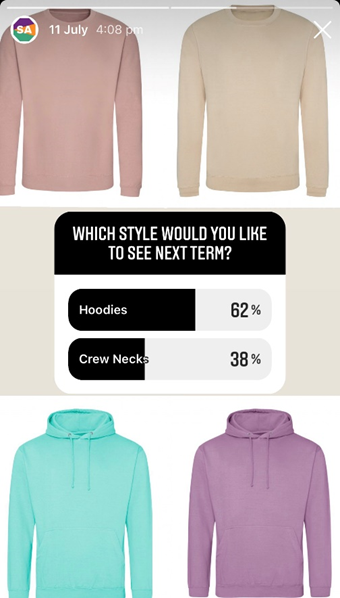 SA 11 July 4:08 pm
WHICH STYLE WOULD YOU LIKE
TO SEE NEXT TERM?
Hoodies 62%
Crew Necks 38%